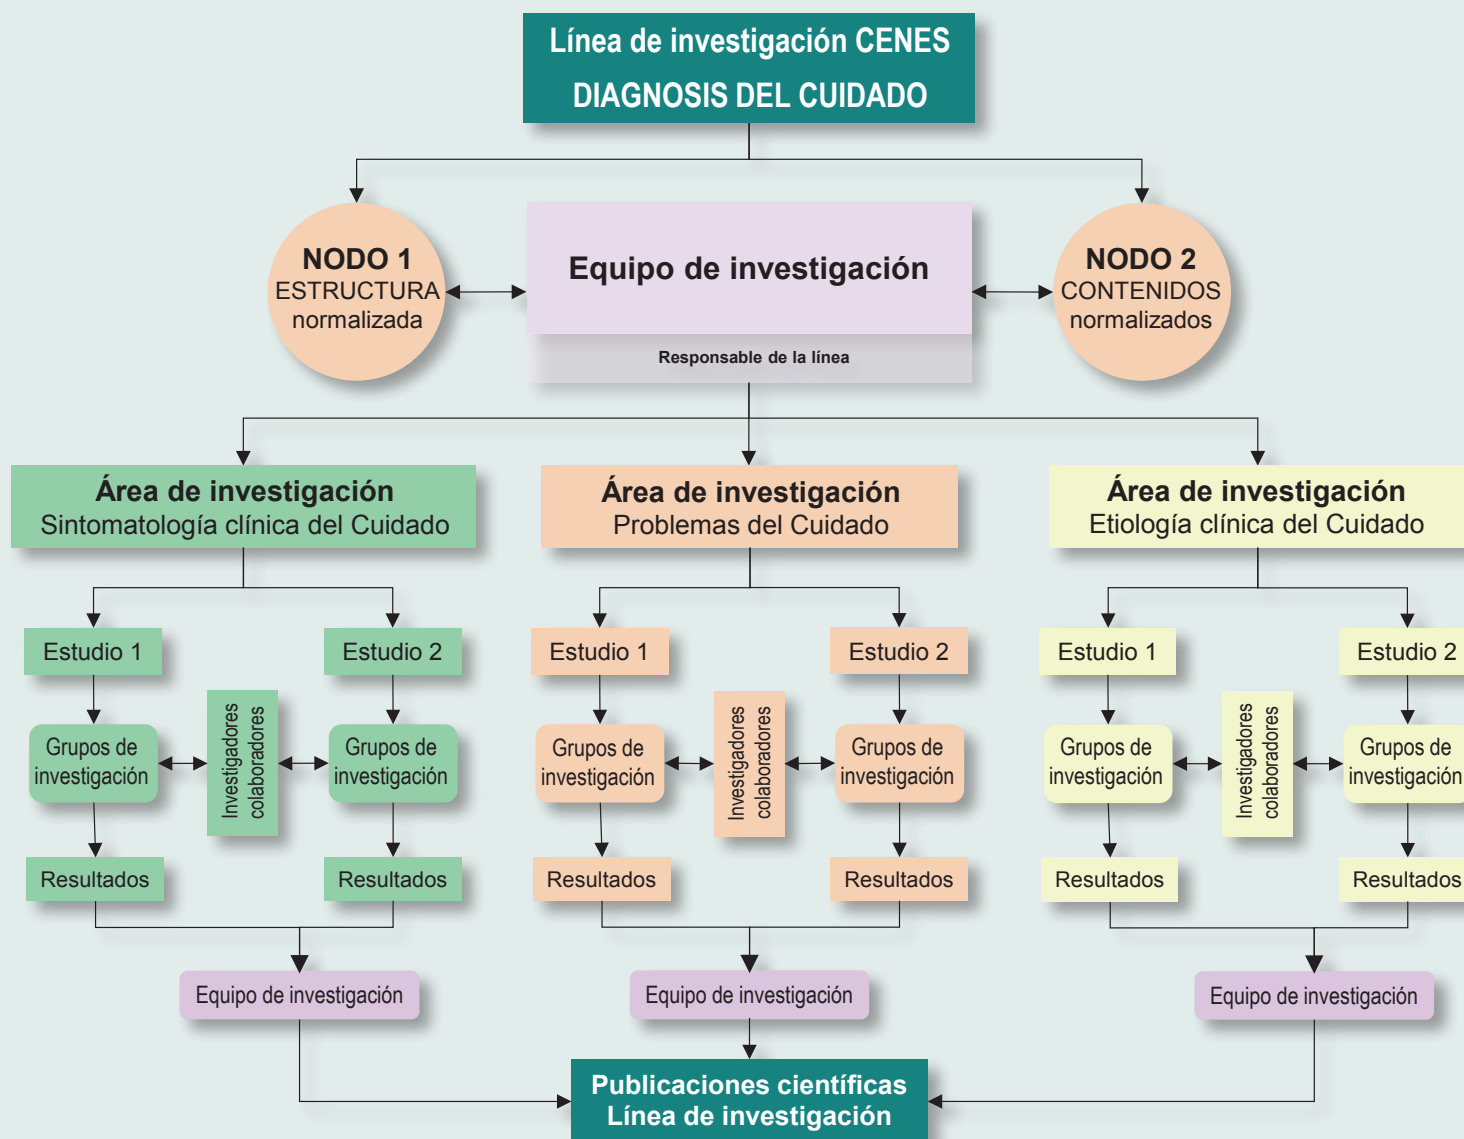 Línea de investigación CENES
DIAGNOSIS DEL CUIDADO
NODO 1
ESTRUCTURA
normalizada
Equipo de investigación
Responsable de la línea
NODO 2
CONTENIDOS
normalizados
Área de investigación
Sintomatología clínica del Cuidado
Área de investigación
Problemas del Cuidado
Área de investigación
Etiología clínica del Cuidado
Estudio 1
Estudio 2
Estudio 1
Estudio 2
Estudio 1
Estudio 2
Grupos de
investigación
Investigadores
colaboradores
Grupos de
investigación
Grupos de
investigación
Investigadores
colaboradores
Grupos de
investigación
Grupos de
investigación
Investigadores
colaboradores
Grupos de
investigación
Resultados
Resultados
Resultados
Resultados
Resultados
Resultados
Equipo de investigación
Equipo de investigación
Equipo de investigación
Publicaciones científicas
Línea de investigación